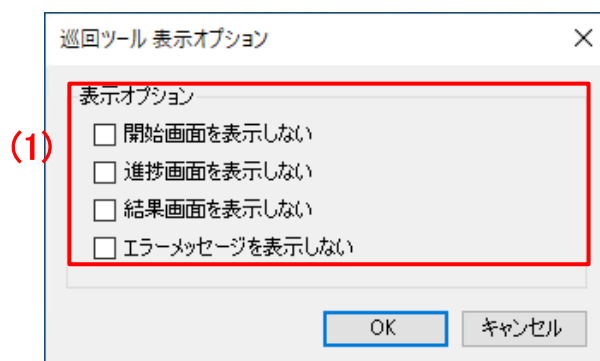 巡回ツール 表示オプション
表示オプション
(1)
開始画面を表示しない
進捗画面を表示しない
結果画面を表示しない
エラーメッセージを表示しない
OK キャンセル